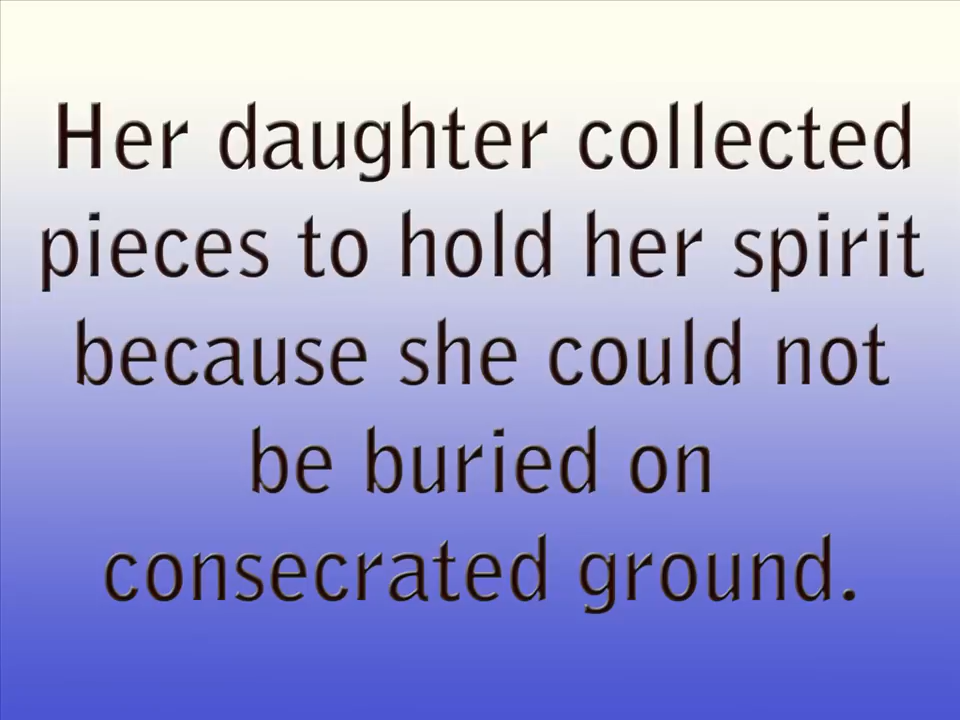 Her daughter collected
pieces to hold her spirit
because she could not
be buried on
consecrated ground.